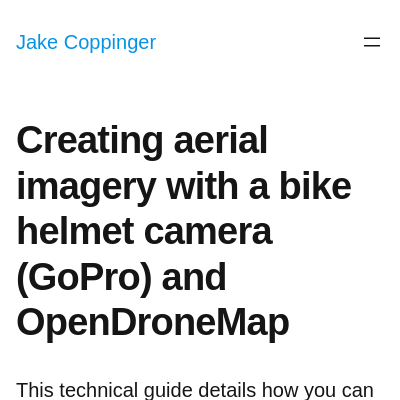 Jake Coppinger
Creating aerial
imagery with a bike
helmet camera
(GoPro) and
OpenDroneMap
This technical guide details how you can